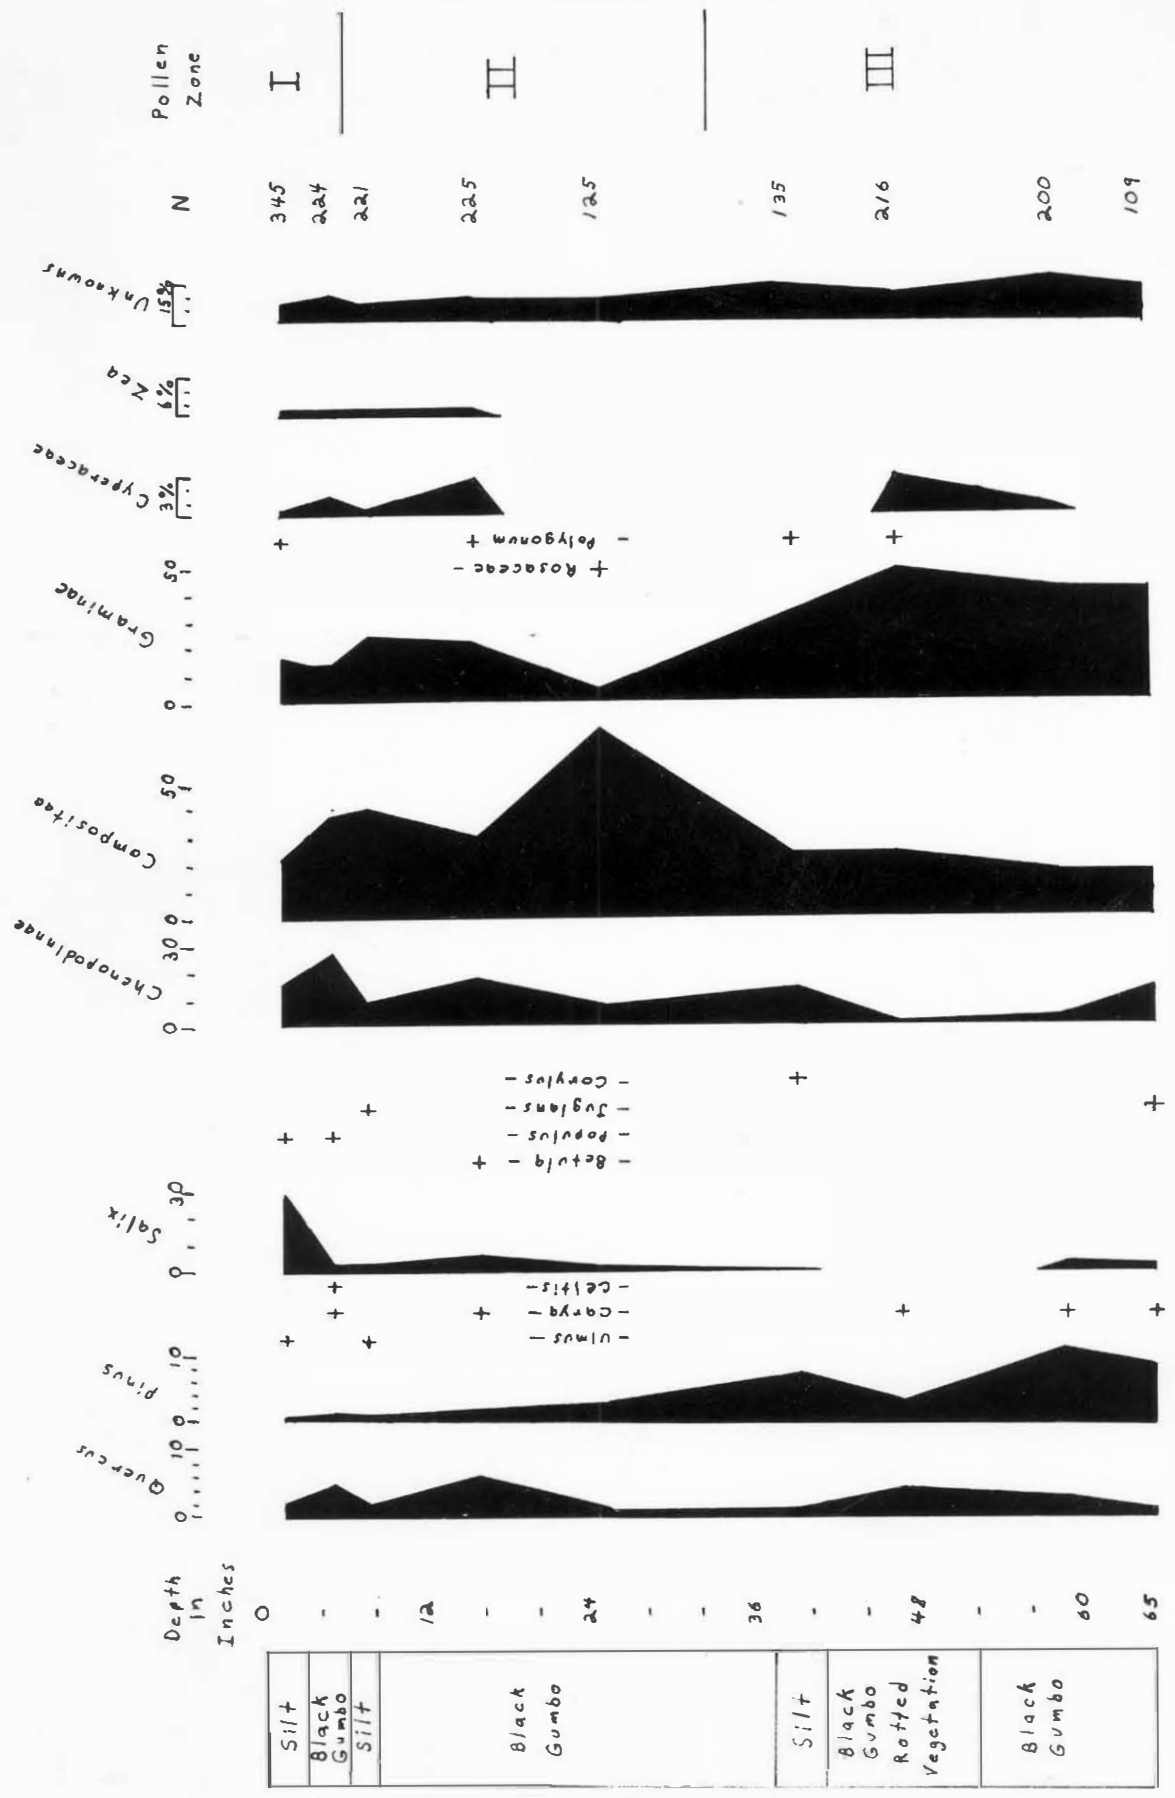 Depth
In
Inches
Quercus
Pinus
Salix
Chenopodinnae
Compositae
Graminae
Cyperaceae
Zea
Unknowns
N
Pollen
Zone
0 10
0 10
0 30
0 30
0 50
0 50
3%
6%
15%
0
12
24
36
48
60
65
Silt
Black
Gumbo
Silt
Black
Gumbo
Silt
Black
Gumbo
Rotted
Vegetation
Black
Gumbo
- Ulmus -
- Carya -
- Celtis -
- Betula -
- Populus -
- Juglans -
- Corylus -
+ Rosaceae -
- Polygonum +
345
224
221
225
125
135
216
200
109
I
II
III